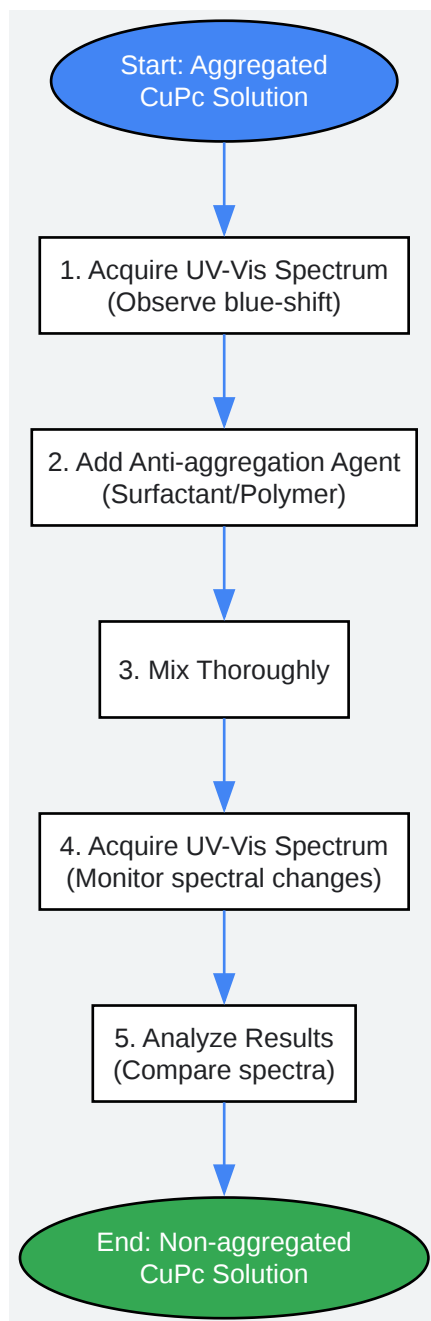 Start: Aggregated
CuPc Solution
1. Acquire UV-Vis Spectrum
(Observe blue-shift)
2. Add Anti-aggregation Agent
(Surfactant/Polymer)
3. Mix Thoroughly
4. Acquire UV-Vis Spectrum
(Monitor spectral changes)
5. Analyze Results
(Compare spectra)
End: Non-aggregated
CuPc Solution